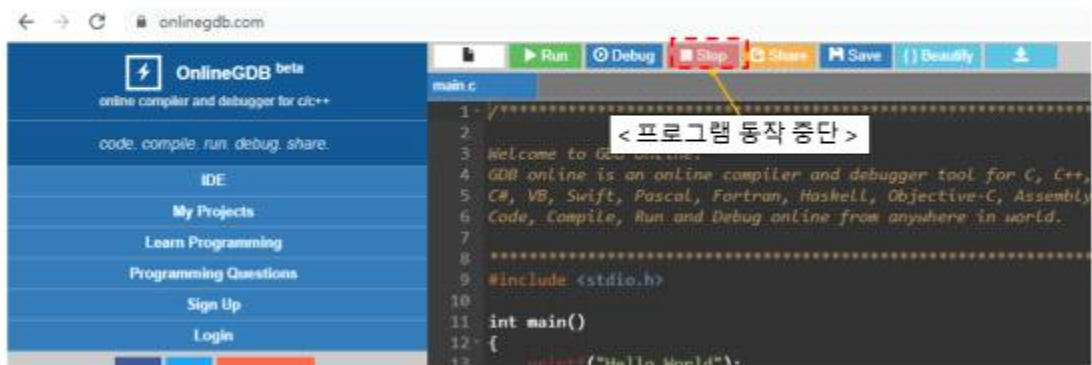 onlinegdb.com
OnlineGDB beta
online compiler and debugger for c/c++
code. compile. run. debug. share.
IDE
My Projects
Learn Programming
Programming Questions
Sign Up
Login
Run Debug Stop Share Save {} Beautify
main.c
< 프로그램 동작 중단 >
1 /******************************************************************************
2
3 Welcome to GDB Online.
4 GDB online is an online compiler and debugger tool for C, C++,
5 C#, VB, Swift, Pascal, Fortran, Haskell, Objective-C, Assembly
6 Code, Compile, Run and Debug online from anywhere in world.
7
8 *******************************************************************************
9 #include <stdio.h>
10
11 int main()
12 {
13 printf("Hello World");